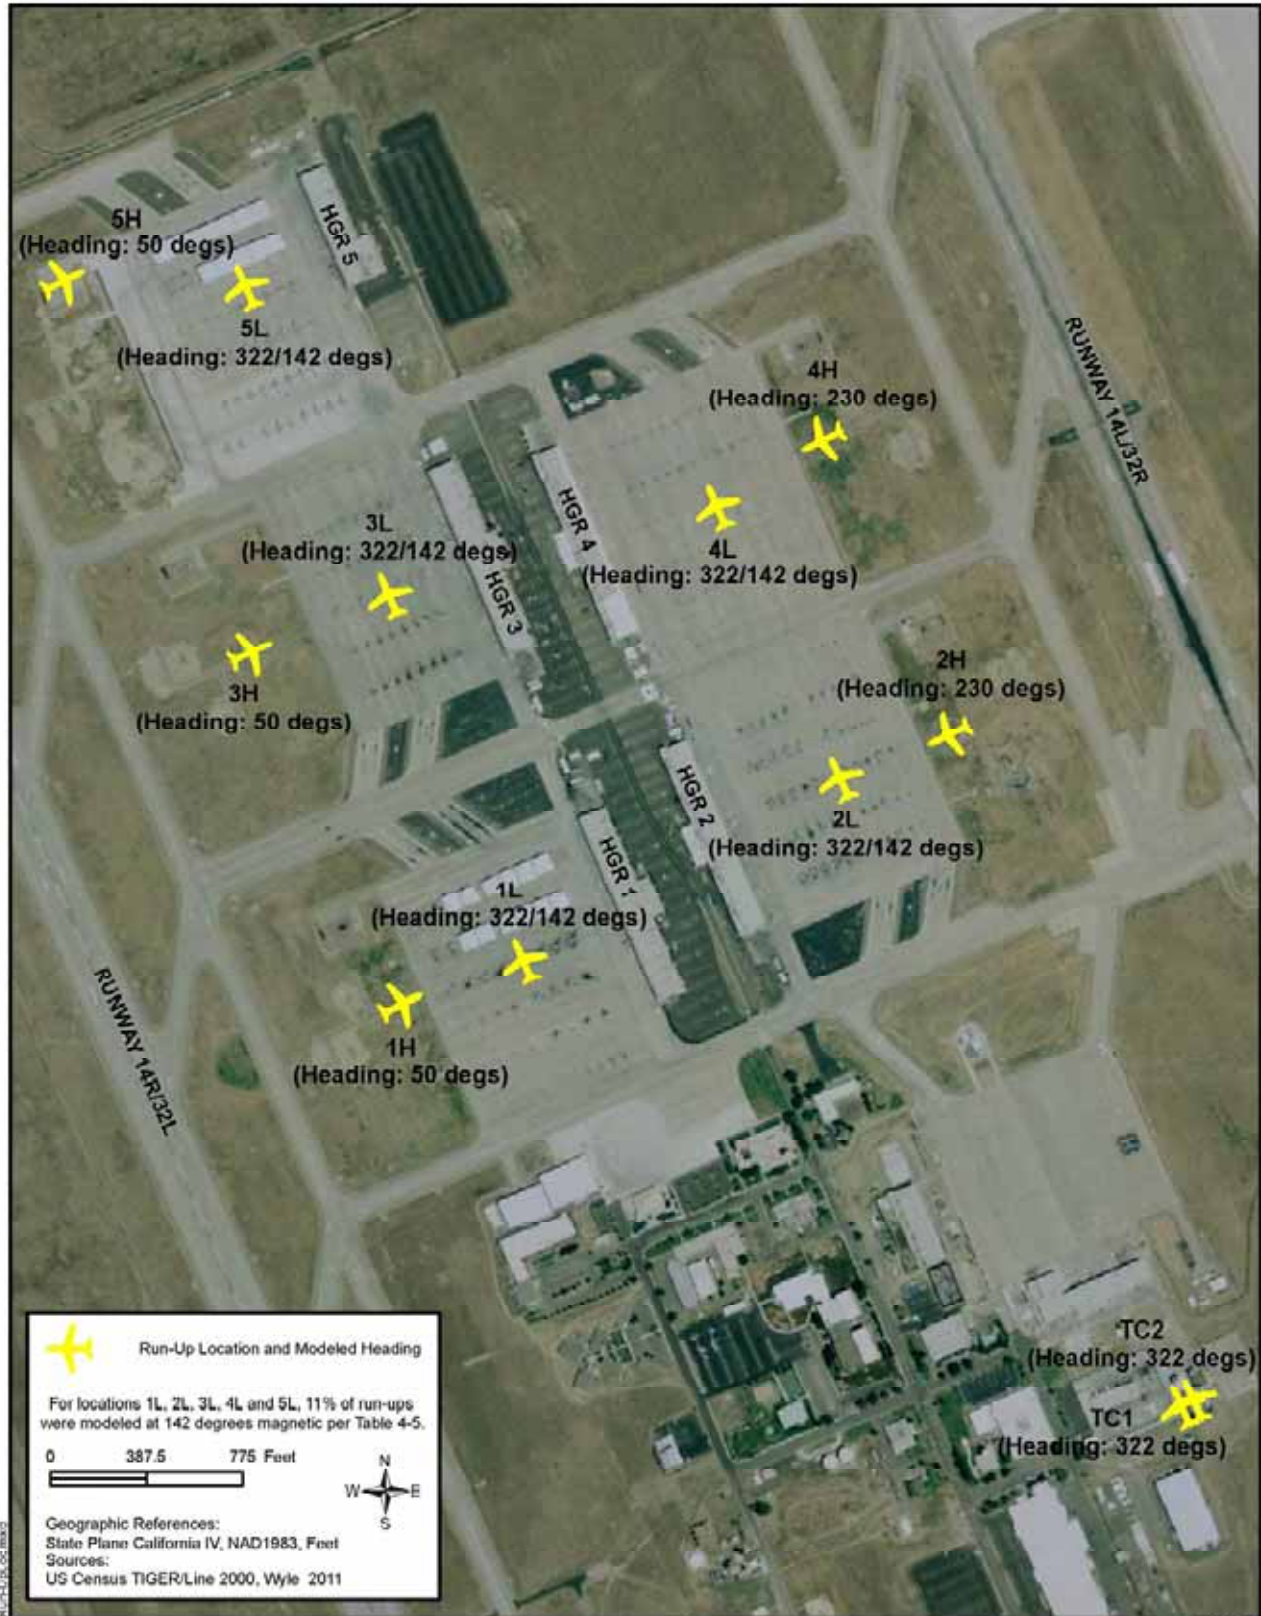 HGR 5
5H
(Heading: 50 degs)
5L
(Heading: 322/142 degs)
RUNWAY 14L/32R
4H
(Heading: 230 degs)
HGR 4
3L
(Heading: 322/142 degs)
4L
(Heading: 322/142 degs)
HGR 3
3H
(Heading: 50 degs)
2H
(Heading: 230 degs)
HGR 2
2L
(Heading: 322/142 degs)
HGR 1
1L
(Heading: 322/142 degs)
RUNWAY 14R/32L
1H
(Heading: 50 degs)
TC2
(Heading: 322 degs)
TC1
(Heading: 322 degs)
Run-Up Location and Modeled Heading
For locations 1L, 2L, 3L, 4L and 5L, 11% of run-ups
were modeled at 142 degrees magnetic per Table 4-5.
0 387.5 775 Feet
N
W E
S
Geographic References:
State Plane California IV, NAD1983, Feet
Sources:
US Census TIGER/Line 2000, Wyle 2011